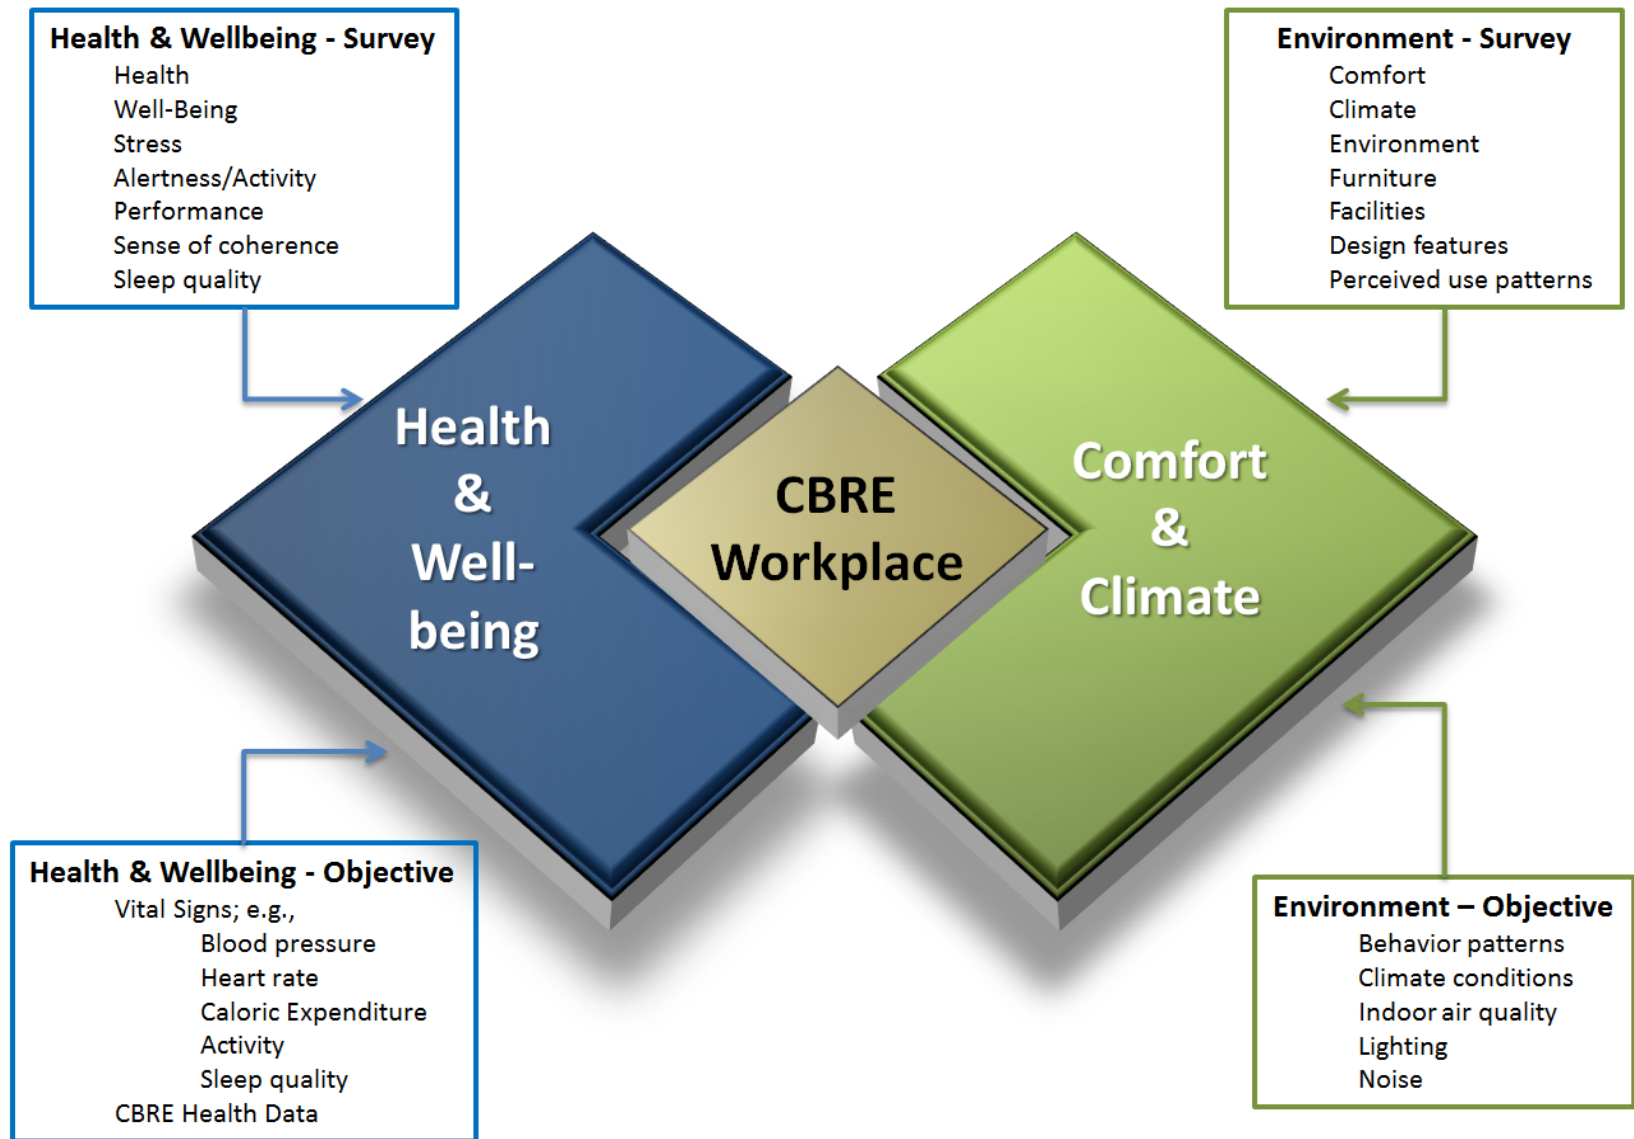 Health & Wellbeing - Survey
Health
Well-Being
Stress
Alertness/Activity
Performance
Sense of coherence
Sleep quality
Environment - Survey
Comfort
Climate
Environment
Furniture
Facilities
Design features
Perceived use patterns
Health
&
Well-
being
CBRE
Workplace
Comfort
&
Climate
Health & Wellbeing - Objective
Vital Signs; e.g.,
Blood pressure
Heart rate
Caloric Expenditure
Activity
Sleep quality
CBRE Health Data
Environment – Objective
Behavior patterns
Climate conditions
Indoor air quality
Lighting
Noise